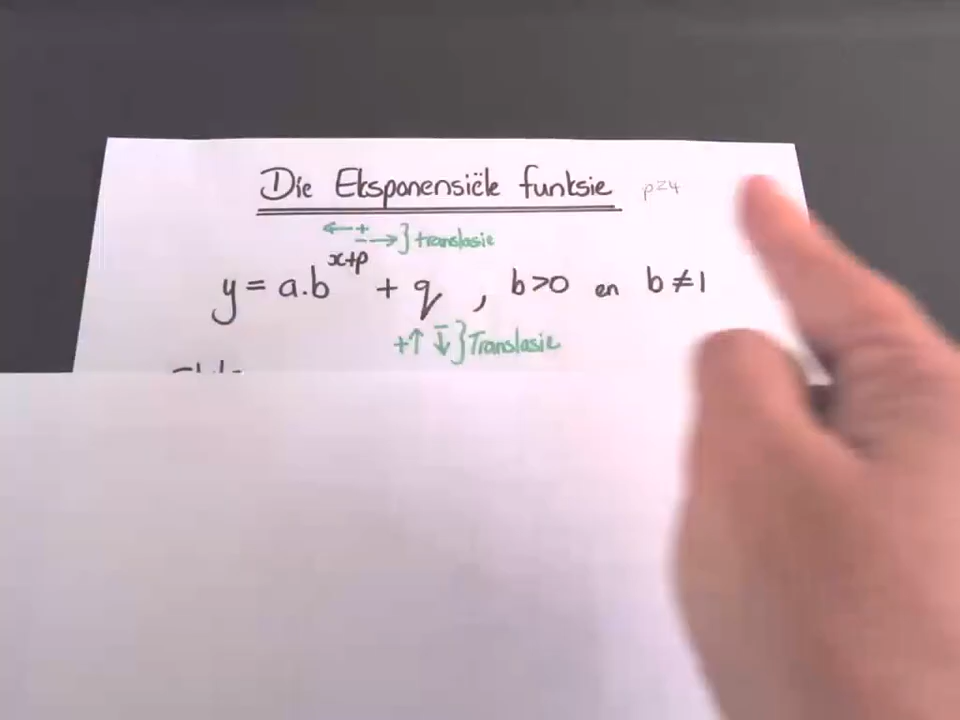 Die Eksponensiële funksie p24
←+ -→} translasie
y = a.b^{x+p} + q , b>0 en b≠1
+↑ -↓} Translasie